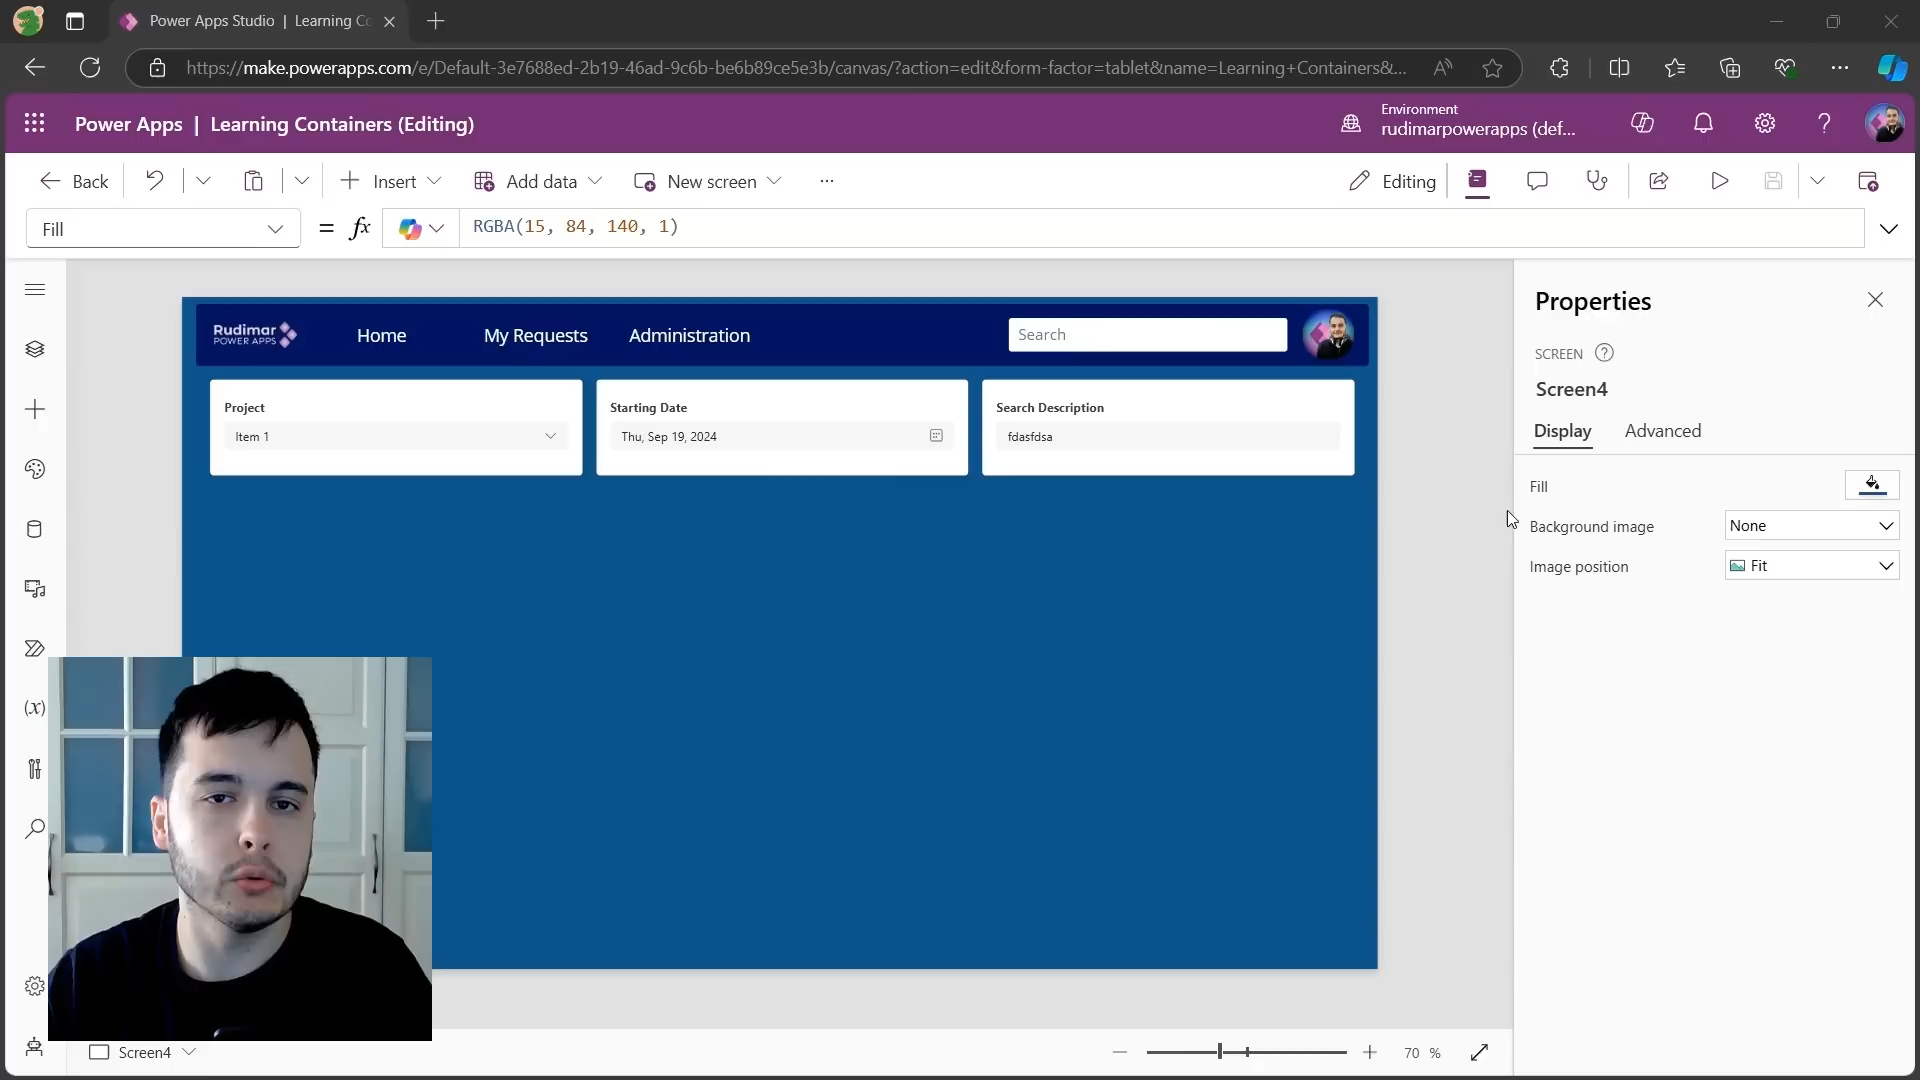 Power Apps Studio | Learning Co
https://make.powerapps.com/e/Default-3e7688ed-2b19-46ad-9c6b-be6b89ce5e3b/canvas/?action=edit&form-factor=tablet&name=Learning+Containers&...
Power Apps | Learning Containers (Editing)
Environment
rudimarpowerapps (def...
Back
Insert
Add data
New screen
...
Editing
Fill
= fx
RGBA(15, 84, 140, 1)
Rudimar
POWER APPS
Home
My Requests
Administration
Search
Project
Item 1
Starting Date
Thu, Sep 19, 2024
Search Description
fdasfdsa
Properties
SCREEN
Screen4
Display
Advanced
Fill
Background image
None
Image position
Fit
(x)
Screen4
70 %